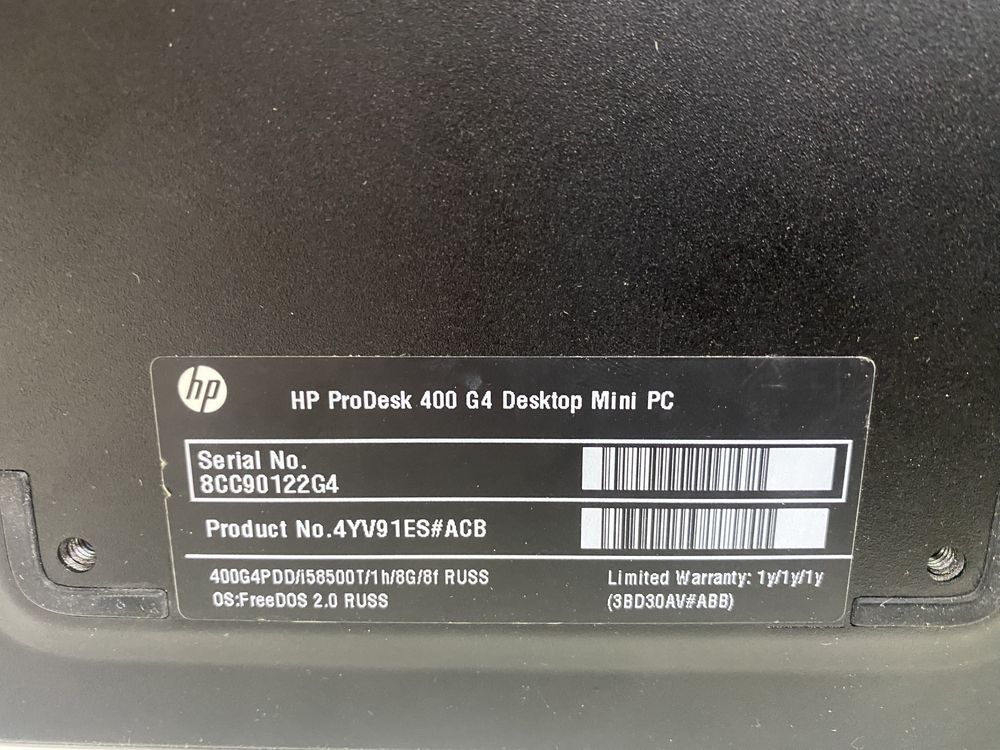 hp
HP ProDesk 400 G4 Desktop Mini PC
Serial No.
8CC90122G4
Product No.4YV91ES#ACB
400G4PDD/i58500T/1h/8G/8f RUSS
OS:FreeDOS 2.0 RUSS
Limited Warranty: 1y/1y/1y
(3BD30AV#ABB)